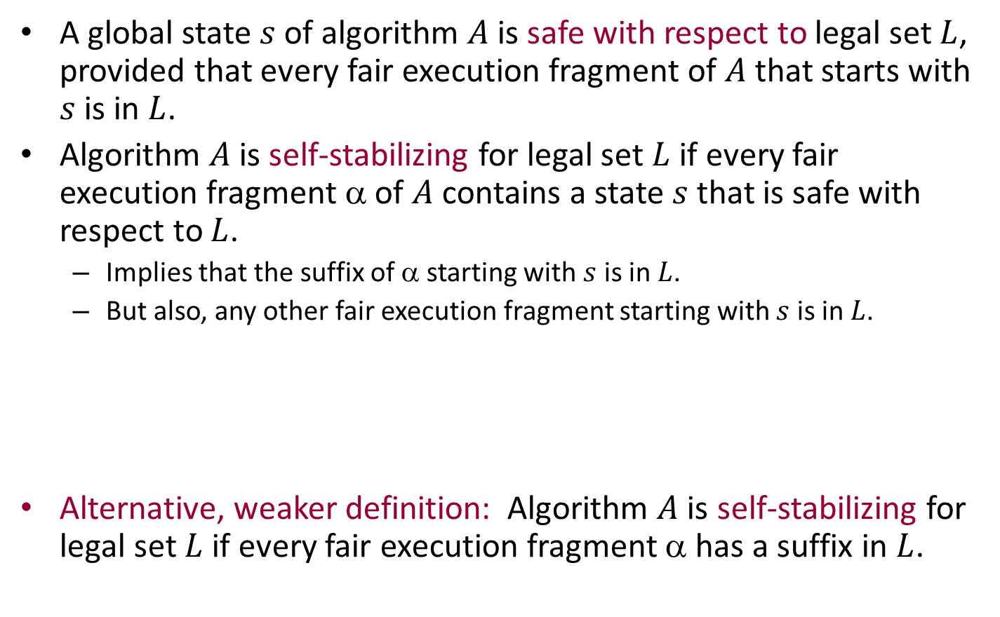 • A global state s of algorithm A is safe with respect to legal set L,
provided that every fair execution fragment of A that starts with
s is in L.
• Algorithm A is self-stabilizing for legal set L if every fair
execution fragment α of A contains a state s that is safe with
respect to L.
– Implies that the suffix of α starting with s is in L.
– But also, any other fair execution fragment starting with s is in L.
• Alternative, weaker definition: Algorithm A is self-stabilizing for
legal set L if every fair execution fragment α has a suffix in L.